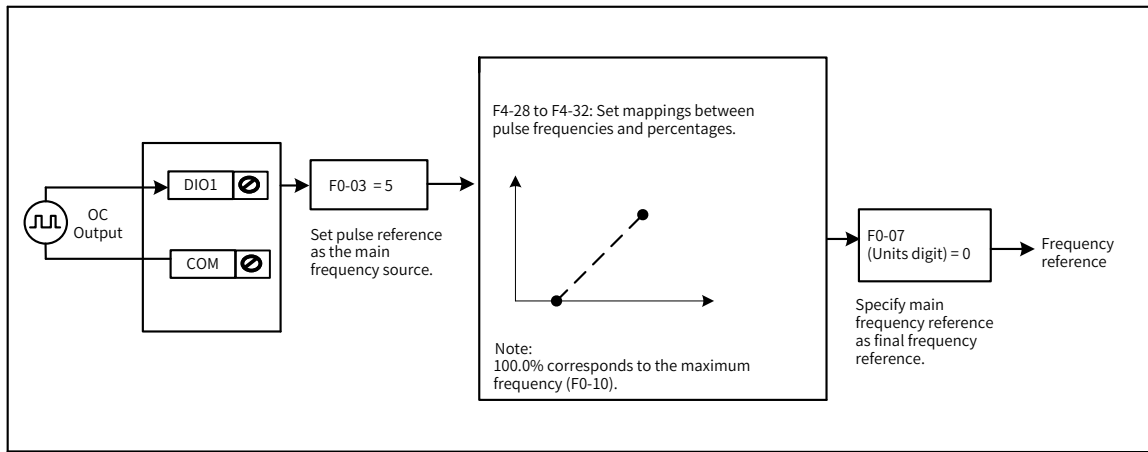 OC
Output
DIO1
COM
F0-03 = 5
Set pulse reference
as the main
frequency source.
F4-28 to F4-32: Set mappings between
pulse frequencies and percentages.
Note:
100.0% corresponds to the maximum
frequency (F0-10).
F0-07
(Units digit) = 0
Specify main
frequency reference
as final frequency
reference.
Frequency
reference